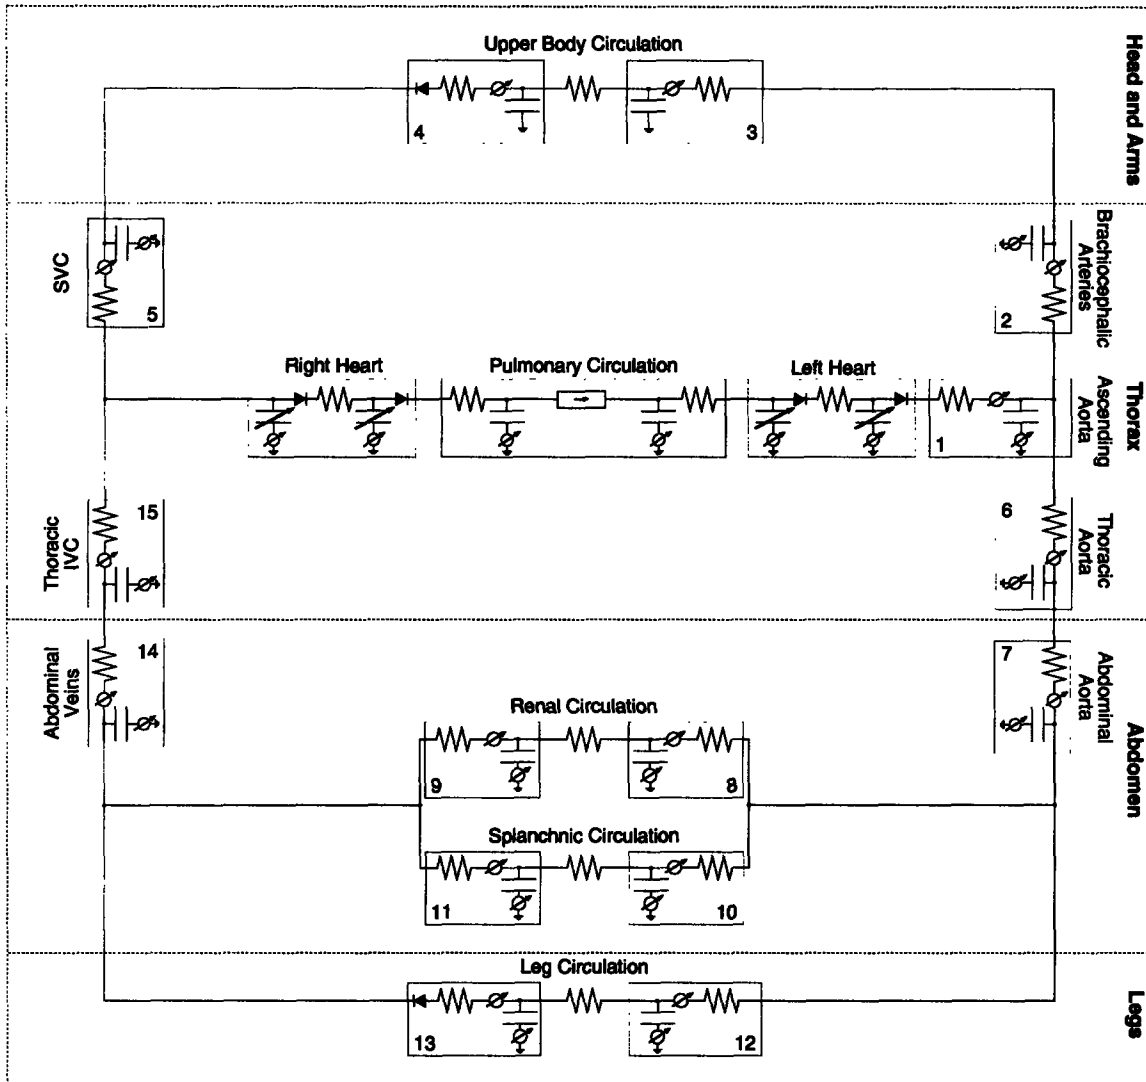 Upper Body Circulation
4
3
Head and Arms
SVC
5
Brachiocephalic
Arteries
2
Right Heart
Pulmonary Circulation
Left Heart
1
Ascending
Aorta
Thorax
Thoracic
IVC
15
6
Thoracic
Aorta
Abdominal
Veins
14
7
Abdominal
Aorta
Renal Circulation
9
8
Abdomen
Splanchnic Circulation
11
10
Leg Circulation
13
12
Legs